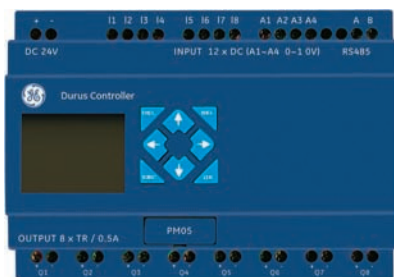 + - I1 I2 I3 I4 I5 I6 I7 I8 A1 A2 A3 A4 A B
DC 24V INPUT 12 x DC (A1~A4 0~1 0V) RS485
GE Durus Controller
PM05
OUTPUT 8 x TR / 0.5A
Q1 Q2 Q3 Q4 Q5 Q6 Q7 Q8